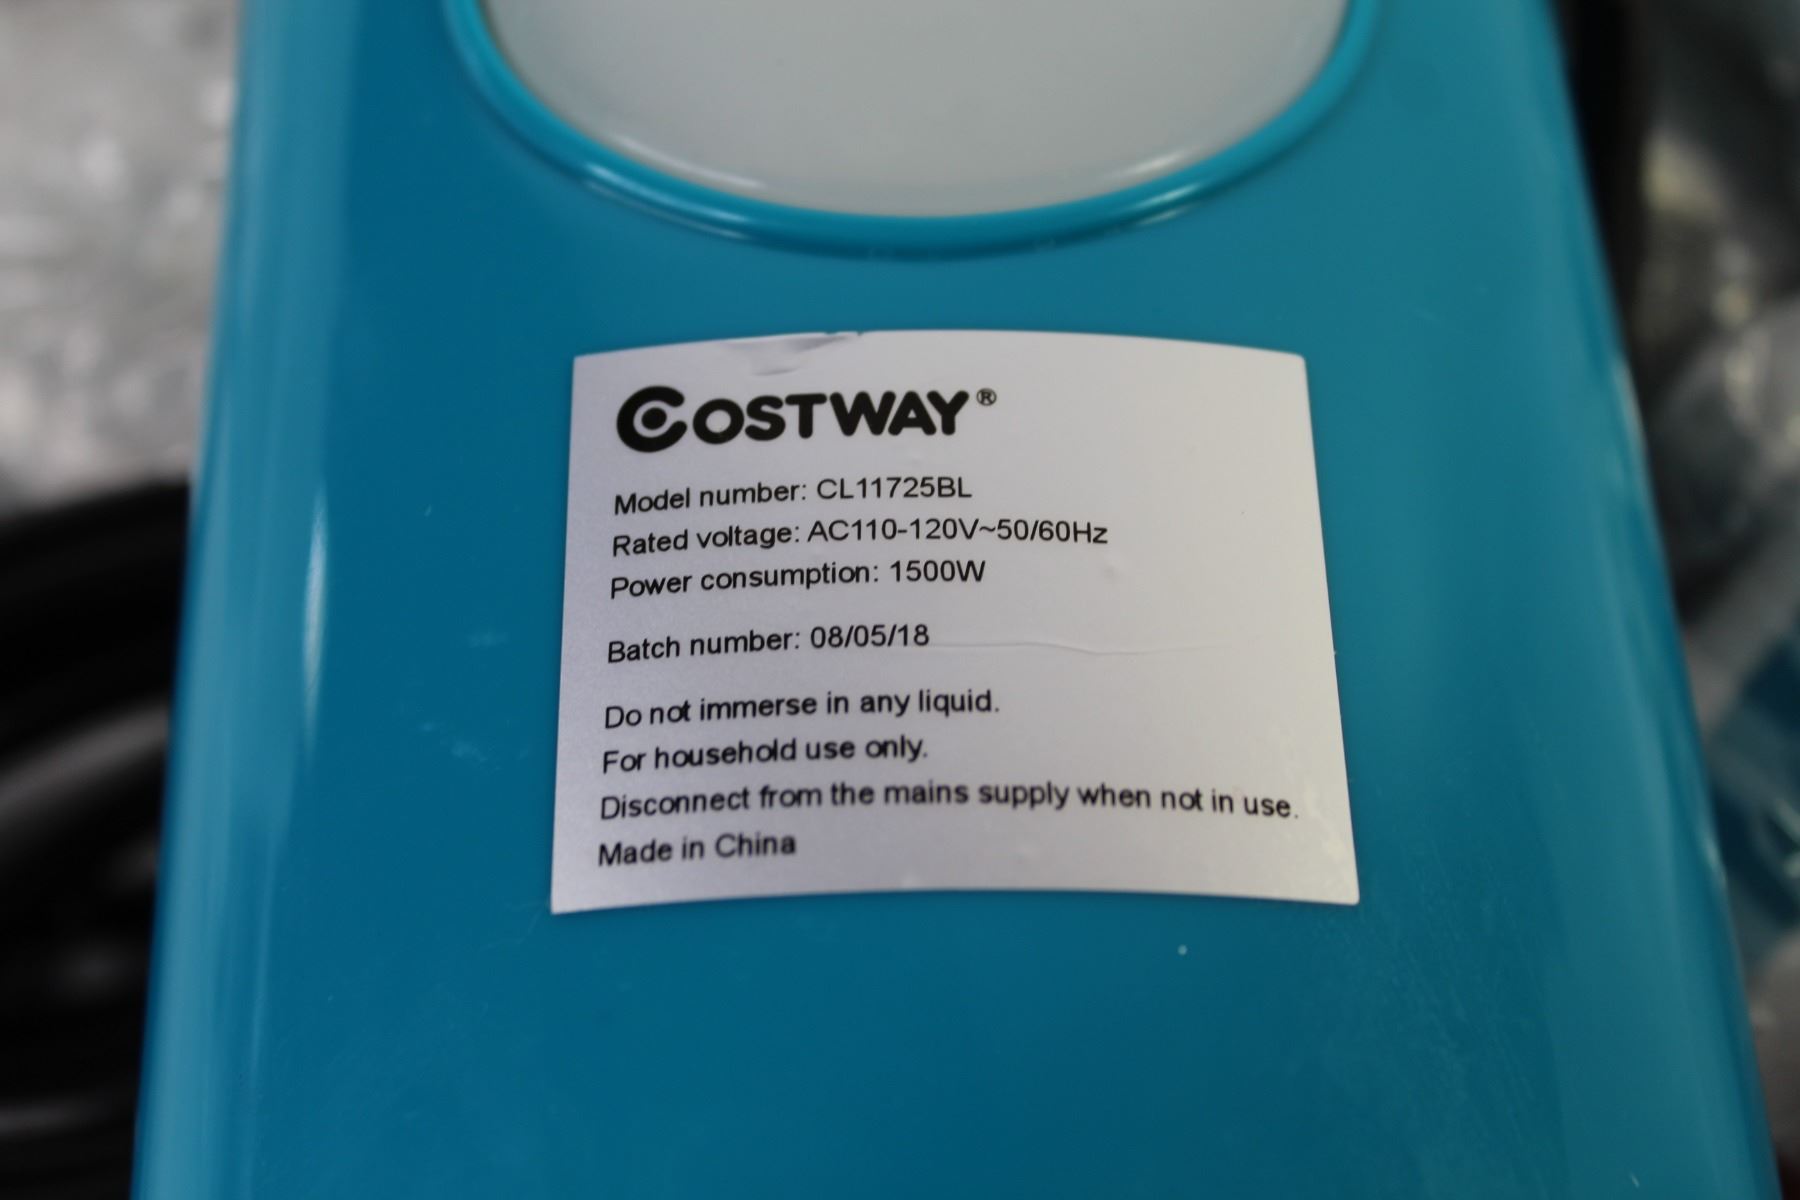 COSTWAY®
Model number: CL11725BL
Rated voltage: AC110-120V~50/60Hz
Power consumption: 1500W
Batch number: 08/05/18
Do not immerse in any liquid.
For household use only.
Disconnect from the mains supply when not in use.
Made in China